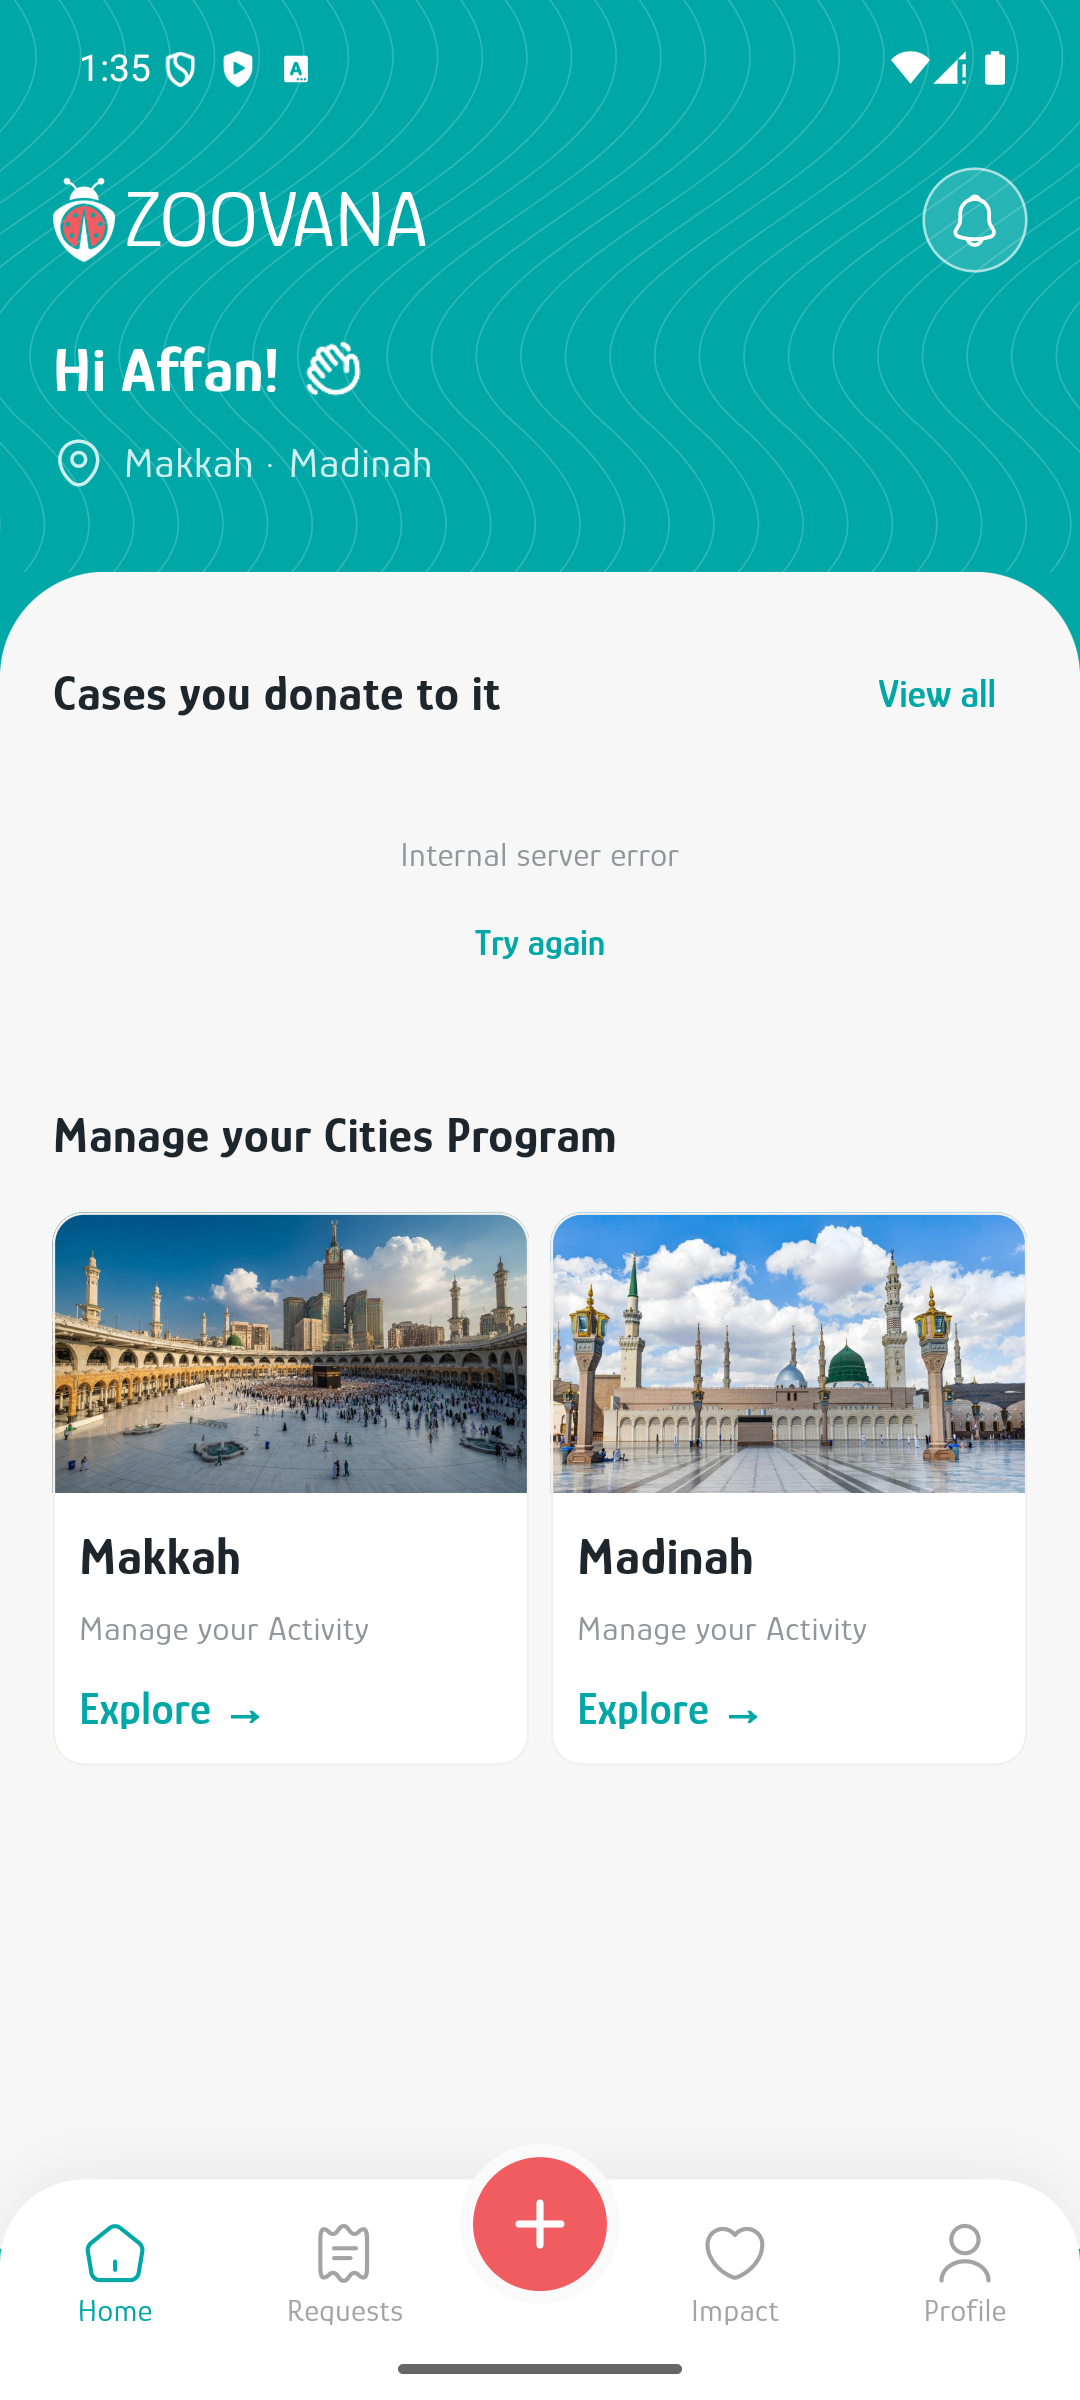 1:35
ZOOVANA
Hi Affan!
Makkah · Madinah
Cases you donate to it
View all
Internal server error
Try again
Manage your Cities Program
Makkah
Madinah
Manage your Activity
Manage your Activity
Explore →
Explore →
Home
Requests
Impact
Profile